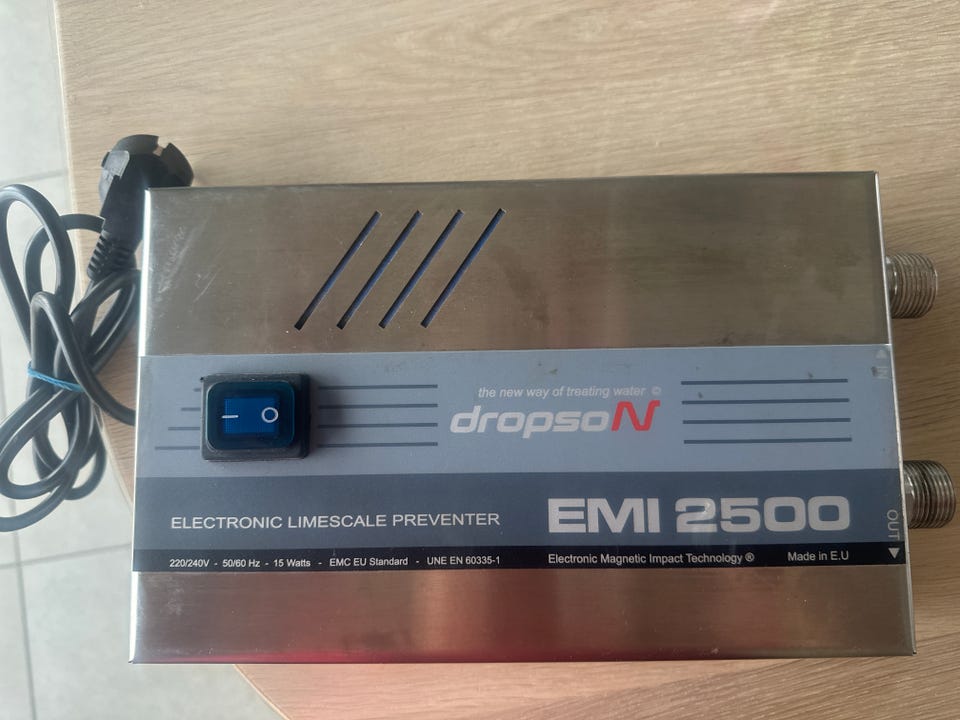 IN
the new way of treating water ©
dropsoN
ELECTRONIC LIMESCALE PREVENTER
EMI 2500
OUT
220/240V - 50/60 Hz - 15 Watts - EMC EU Standard - UNE EN 60335-1
Electronic Magnetic Impact Technology ®
Made in E.U